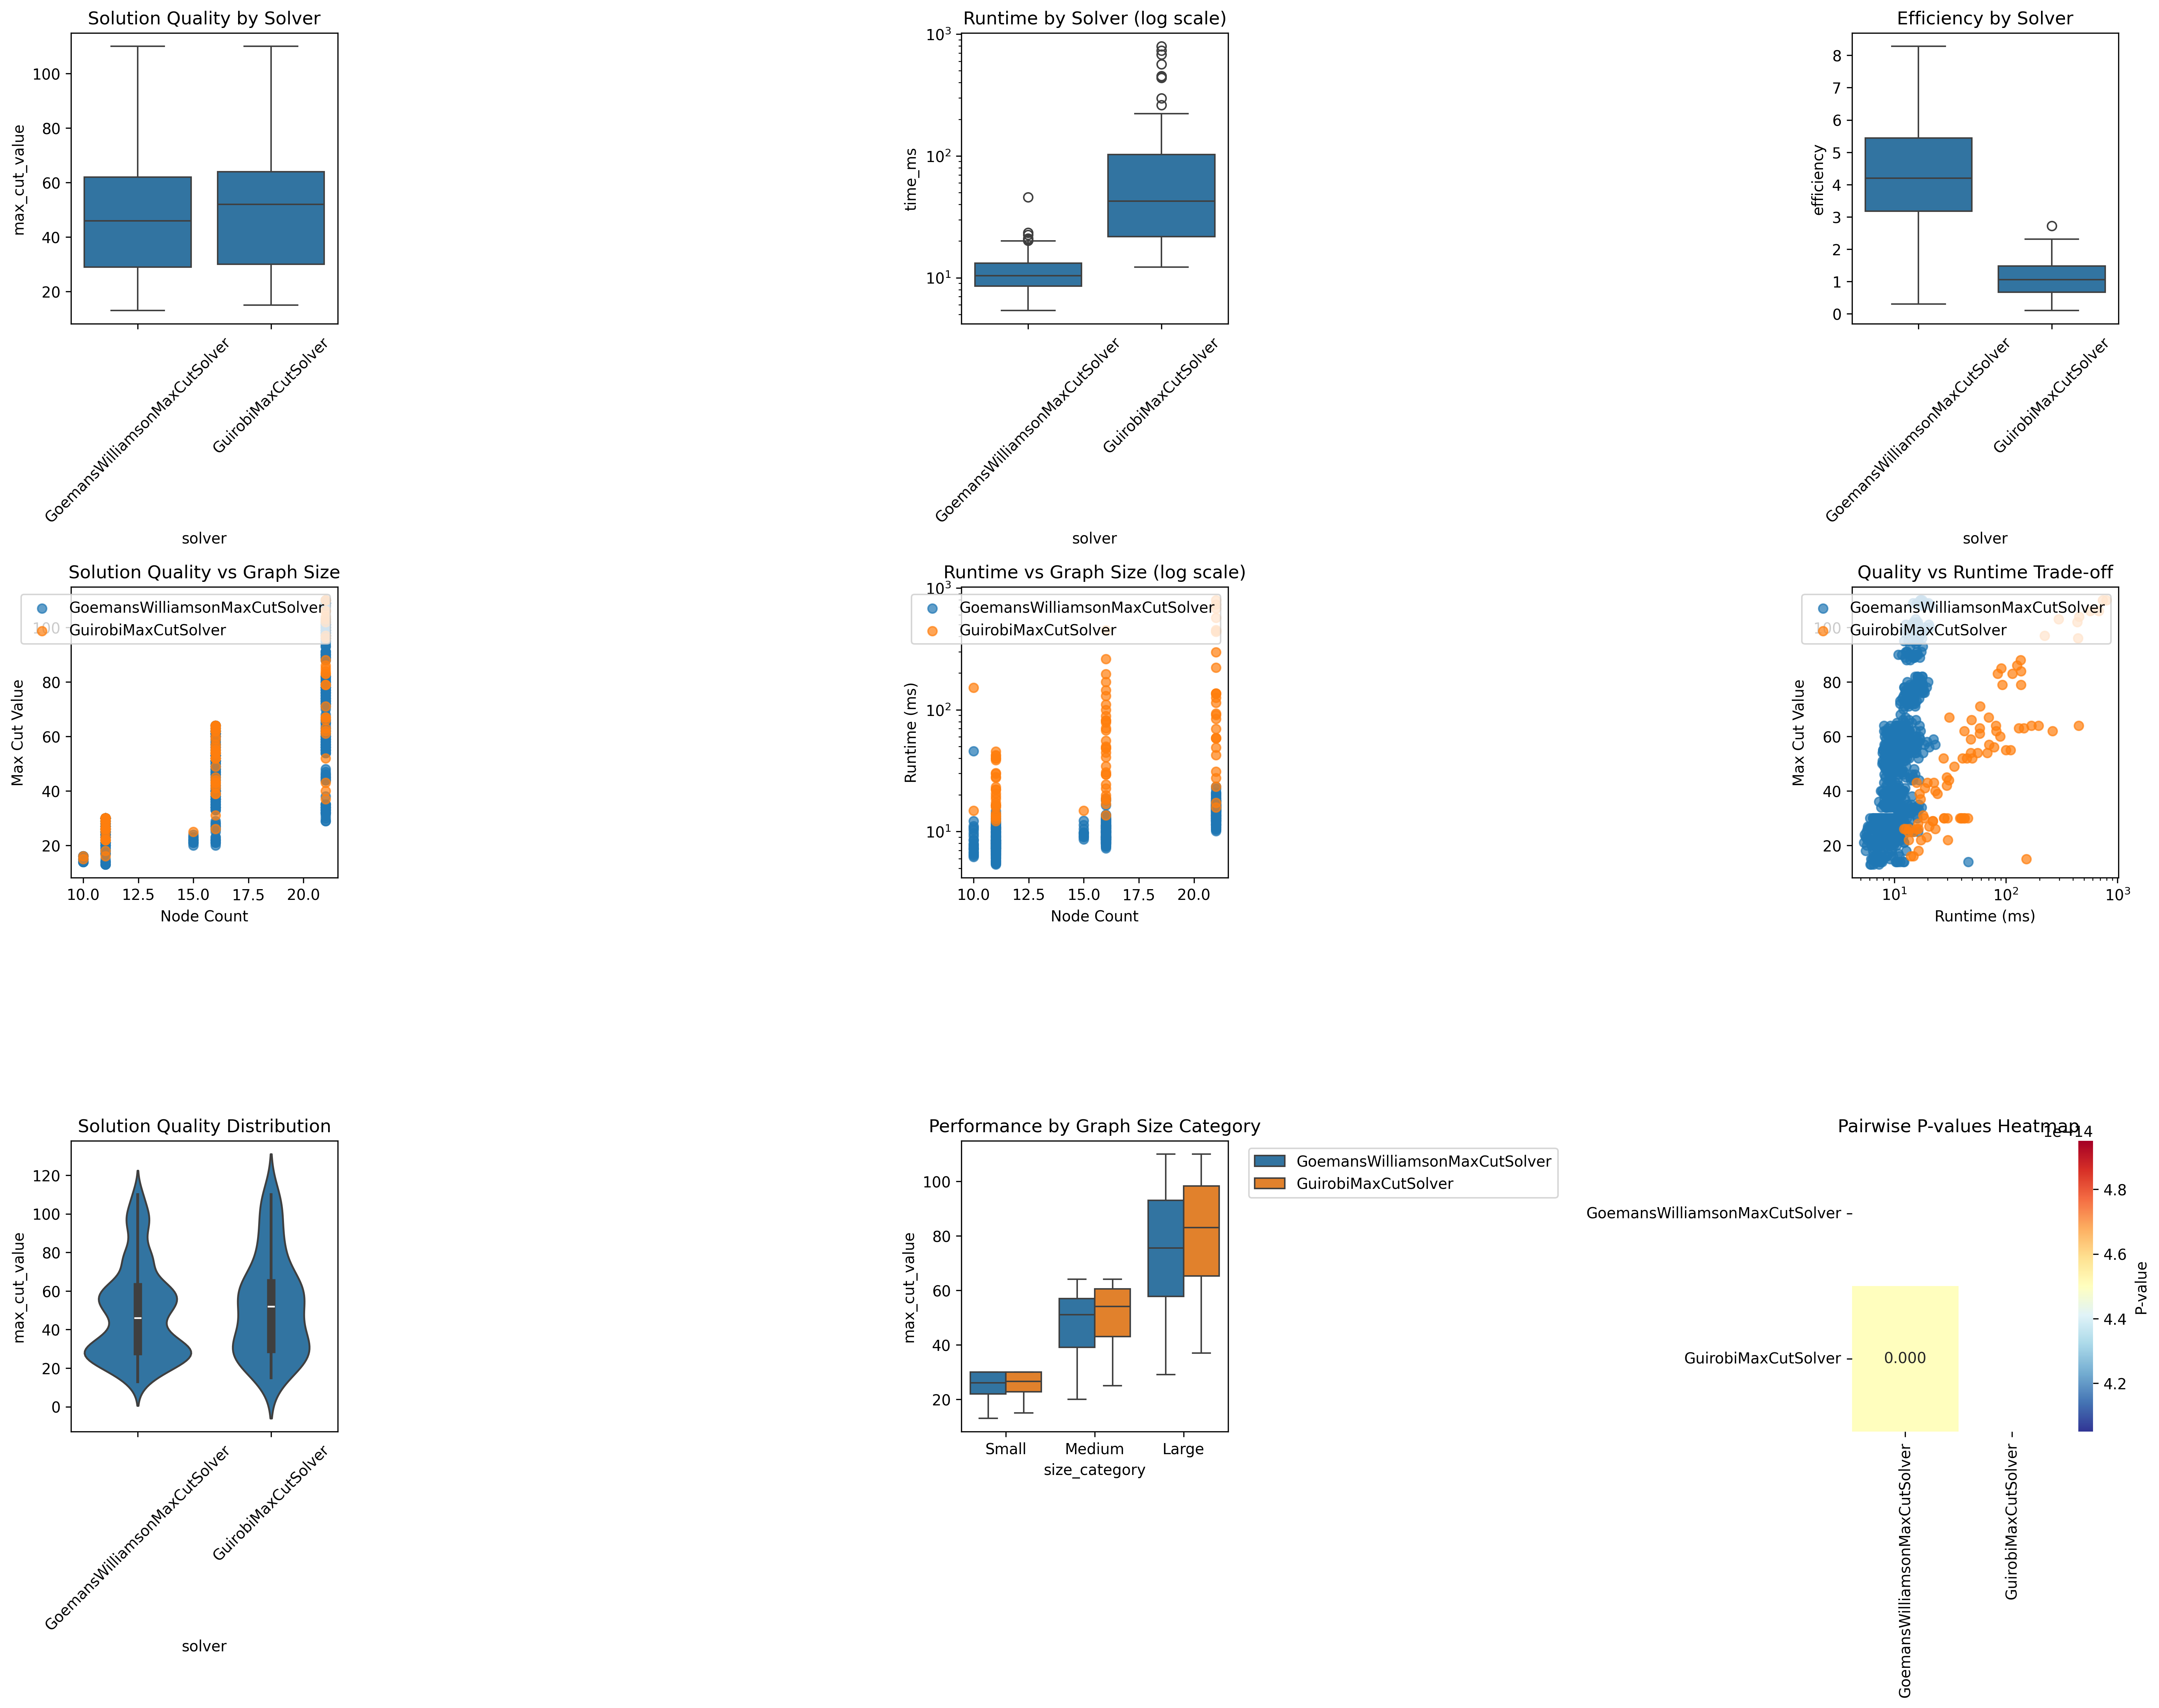 Solution Quality by Solver
max_cut_value
100
80
60
40
20
GoemansWilliamsonMaxCutSolver
GuirobiMaxCutSolver
solver
Runtime by Solver (log scale)
time_ms
10³
10²
10¹
GoemansWilliamsonMaxCutSolver
GuirobiMaxCutSolver
solver
Efficiency by Solver
efficiency
8
7
6
5
4
3
2
1
0
GoemansWilliamsonMaxCutSolver
GuirobiMaxCutSolver
solver
Solution Quality vs Graph Size
GoemansWilliamsonMaxCutSolver
GuirobiMaxCutSolver
Max Cut Value
100
80
60
40
20
10.0 12.5 15.0 17.5 20.0
Node Count
Runtime vs Graph Size (log scale)
GoemansWilliamsonMaxCutSolver
GuirobiMaxCutSolver
Runtime (ms)
10³
10²
10¹
10.0 12.5 15.0 17.5 20.0
Node Count
Quality vs Runtime Trade-off
GoemansWilliamsonMaxCutSolver
GuirobiMaxCutSolver
Max Cut Value
100
80
60
40
20
10¹ 10² 10³
Runtime (ms)
Solution Quality Distribution
max_cut_value
120
100
80
60
40
20
0
GoemansWilliamsonMaxCutSolver
GuirobiMaxCutSolver
solver
Performance by Graph Size Category
GoemansWilliamsonMaxCutSolver
GuirobiMaxCutSolver
max_cut_value
100
80
60
40
20
Small Medium Large
size_category
Pairwise P-values Heatmap
1e−14
GoemansWilliamsonMaxCutSolver
GuirobiMaxCutSolver
0.000
GoemansWilliamsonMaxCutSolver
GuirobiMaxCutSolver
4.8
4.6
4.4
4.2
P-value